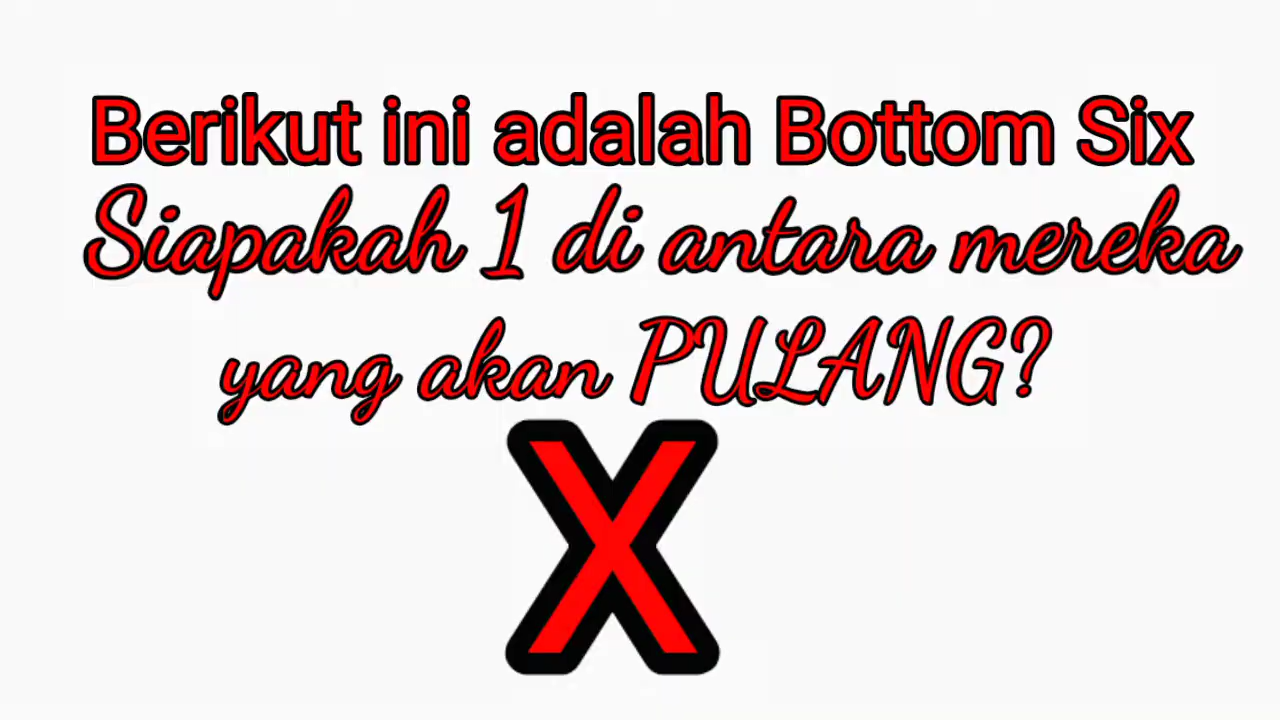 Berikut ini adalah Bottom Six
Siapakah 1 di antara mereka
yang akan PULANG?
X